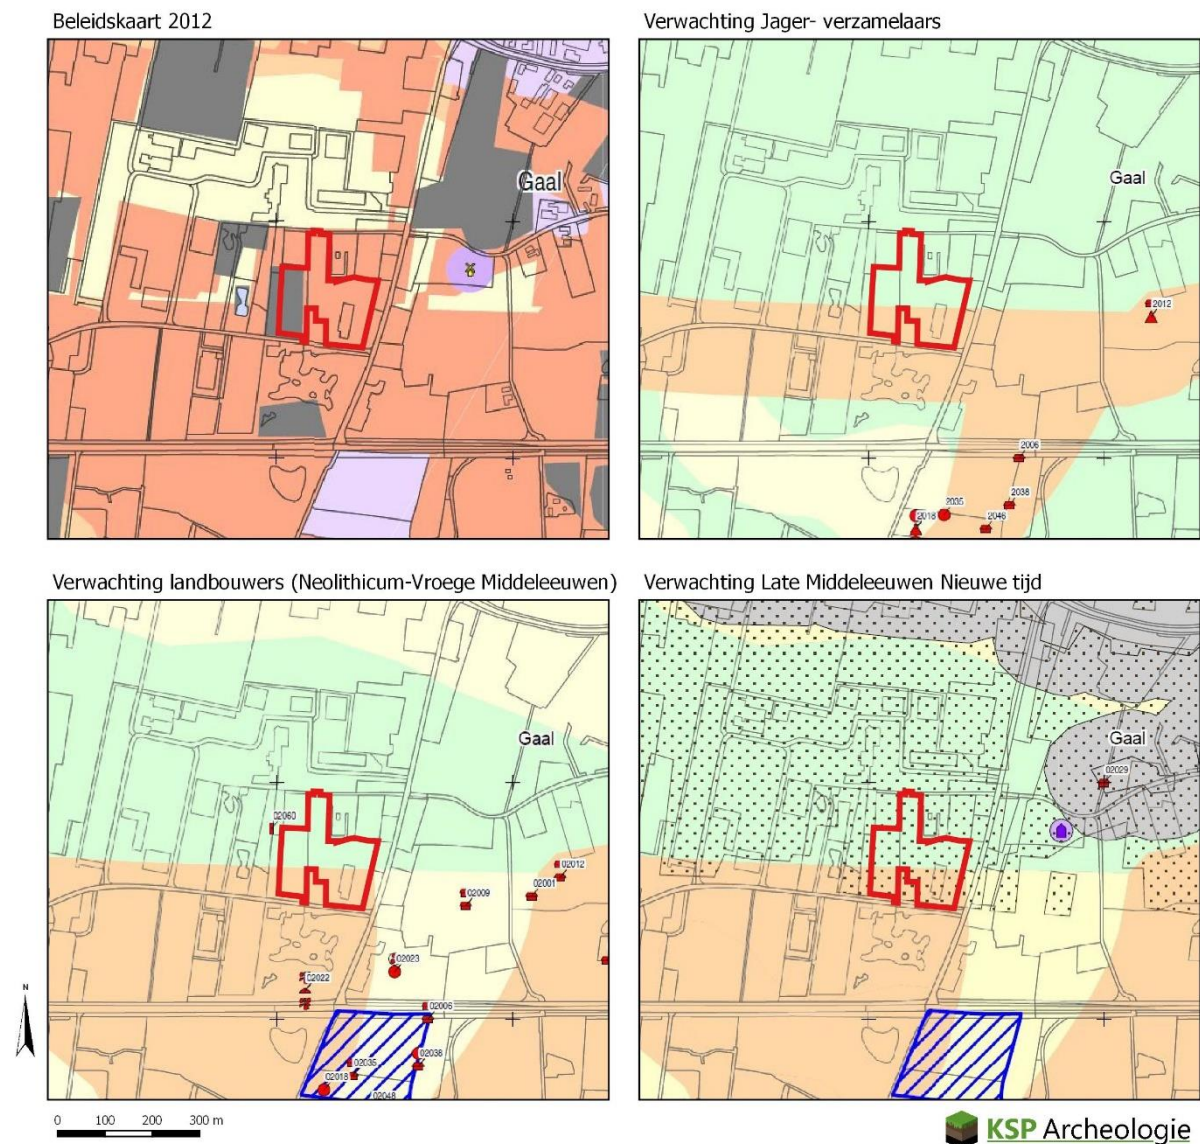 Beleidskaart 2012
Gaal
Verwachting Jager- verzamelaars
Gaal
2012
2006
2038
2035
2018
2046
Verwachting landbouwers (Neolithicum-Vroege Middeleeuwen)
Gaal
02060
02012
02001
02009
02023
02022
02006
02038
02035
02018
02048
Verwachting Late Middeleeuwen Nieuwe tijd
Gaal
02029
N
0 100 200 300 m
KSP Archeologie